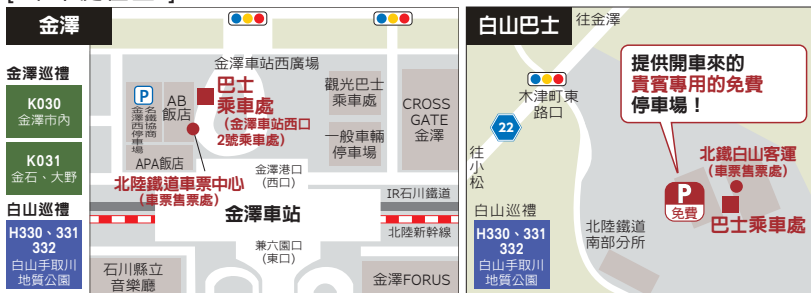 金澤
金澤巡禮
K030
金澤市內
K031
金石、大野
白山巡禮
H330、331
332
白山手取川
地質公園
金澤車站西廣場
P
名鐵協商
金澤西停車場
AB
飯店
巴士
乘車處
(金澤車站西口
2號乘車處)
觀光巴士
乘車處
CROSS
GATE
金澤
一般車輛
停車場
APA飯店
金澤港口
(西口)
北陸鐵道車票中心
(車票售票處)
IR石川鐵道
金澤車站
北陸新幹線
兼六園口
(東口)
石川縣立
音樂廳
金澤FORUS
白山巴士
往金澤
木津町東
路口
22
往小松
提供開車來的
貴賓專用的免費
停車場！
北鐵白山客運
(車票售票處)
P
免費
巴士乘車處
北陸鐵道
南部分所
白山巡禮
H330、331
332
白山手取川
地質公園